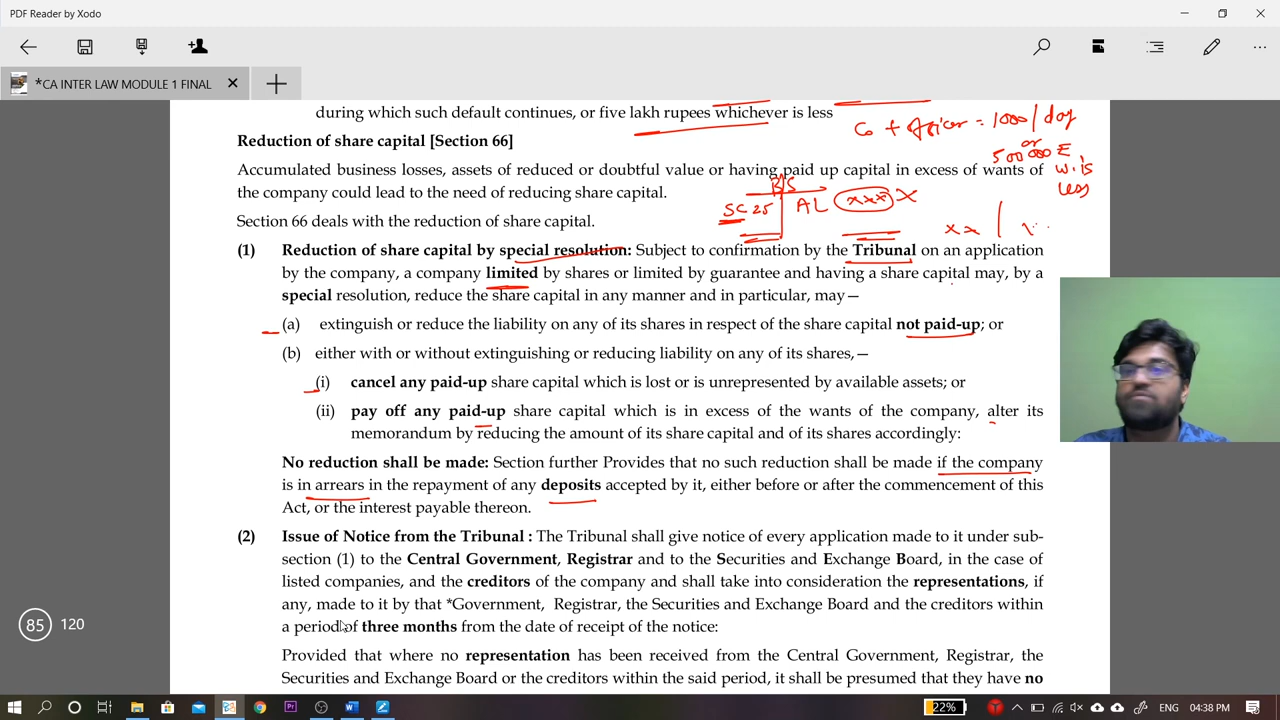 PDF Reader by Xodo
*CA INTER LAW MODULE 1 FINAL
during which such default continues, or five lakh rupees whichever is less
Co + officer = 1000/day
or
500000 E
w. is
less
Reduction of share capital [Section 66]
Accumulated business losses, assets of reduced or doubtful value or having paid up capital in excess of wants of
the company could lead to the need of reducing share capital.
B/S
SC 25 AL xxx X
Section 66 deals with the reduction of share capital.
xx
(1) Reduction of share capital by special resolution: Subject to confirmation by the Tribunal on an application
by the company, a company limited by shares or limited by guarantee and having a share capital may, by a
special resolution, reduce the share capital in any manner and in particular, may—
(a) extinguish or reduce the liability on any of its shares in respect of the share capital not paid-up; or
(b) either with or without extinguishing or reducing liability on any of its shares,—
(i) cancel any paid-up share capital which is lost or is unrepresented by available assets; or
(ii) pay off any paid-up share capital which is in excess of the wants of the company, alter its
memorandum by reducing the amount of its share capital and of its shares accordingly:
No reduction shall be made: Section further Provides that no such reduction shall be made if the company
is in arrears in the repayment of any deposits accepted by it, either before or after the commencement of this
Act, or the interest payable thereon.
(2) Issue of Notice from the Tribunal : The Tribunal shall give notice of every application made to it under sub-
section (1) to the Central Government, Registrar and to the Securities and Exchange Board, in the case of
listed companies, and the creditors of the company and shall take into consideration the representations, if
any, made to it by that *Government, Registrar, the Securities and Exchange Board and the creditors within
a period of three months from the date of receipt of the notice:
85 120
Provided that where no representation has been received from the Central Government, Registrar, the
Securities and Exchange Board or the creditors within the said period, it shall be presumed that they have no
22% ENG 04:38 PM